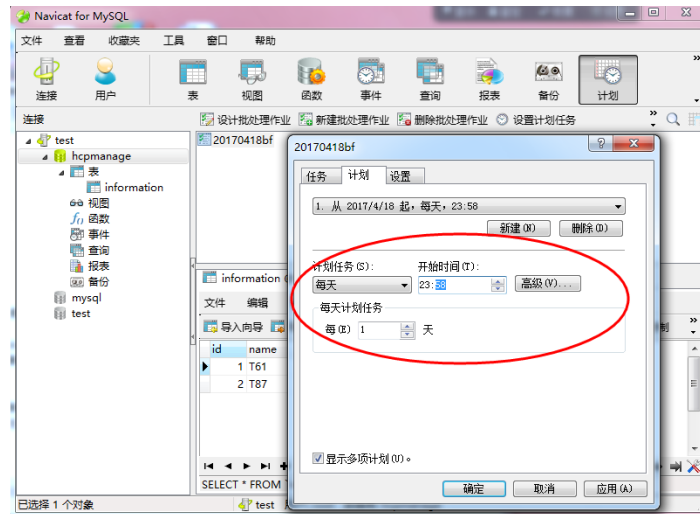 Navicat for MySQL
文件 查看 收藏夹 工具 窗口 帮助
连接 用户 表 视图 函数 事件 查询 报表 备份 计划
连接
设计批处理作业 新建批处理作业 删除批处理作业 设置计划任务
test
hcpmanage
表
information
视图
函数
事件
查询
报表
备份
mysql
test
20170418bf
20170418bf
任务 计划 设置
1. 从 2017/4/18 起，每天，23:58
新建(N) 删除(D)
计划任务(S): 开始时间(T):
每天 23:58 高级(V)...
每天计划任务
每(E) 1 天
显示多项计划(U)。
确定 取消 应用(A)
information
文件 编辑
导入向导
id name
1 T61
2 T87
SELECT * FROM
已选择 1 个对象
test